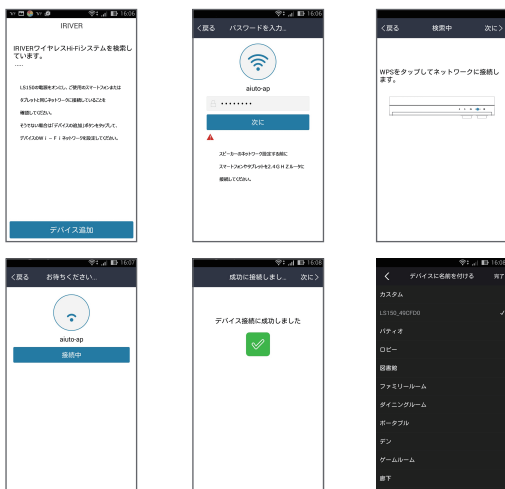 16:06
IRIVER
IRIVERワイヤレスHi-Fiシステムを検索し
ています。
.....
LS150の電源をオンにし、ご使用のスマートフォンまたは
タブレットと同じネットワークに接続していることを
確認してください。
そうでない場合は「デバイスの追加」ボタンをタップして、
デバイスのWi-Fiネットワークを設定してください。
デバイス追加
16:06
<戻る パスワードを入力...
aiuto-ap
········
次に
スピーカーのネットワーク設定する前に
スマートフォンやタブレットを2.4GHZルータに
接続してください。
16:06
<戻る 検索中 次に>
WPSをタップしてネットワークに接続し
ます。
16:07
<戻る お待ちください...
aiuto-ap
接続中
16:08
成功に接続しまし... 次に>
デバイス接続に成功しました
16:08
デバイスに名前を付ける 完了
カスタム
LS150_49CFD0
パティオ
ロビー
図書館
ファミリールーム
ダイニングルーム
ポータブル
デン
ゲームルーム
廊下